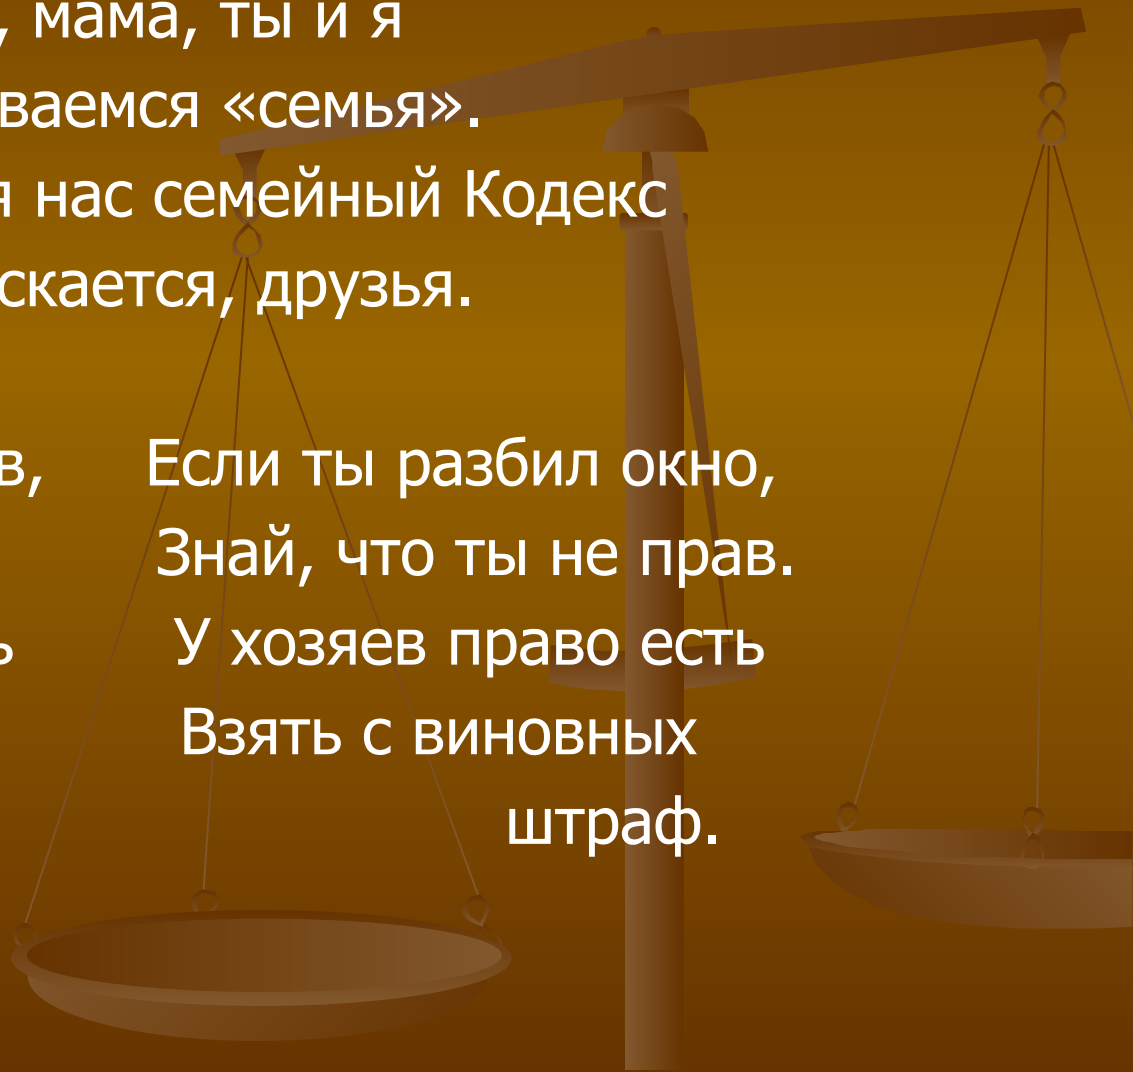 , мама, ты и я
ваемся «семья».
я нас семейный Кодекс
скается, друзья.
в, Если ты разбил окно,
Знай, что ты не прав.
ь У хозяев право есть
Взять с виновных
штраф.